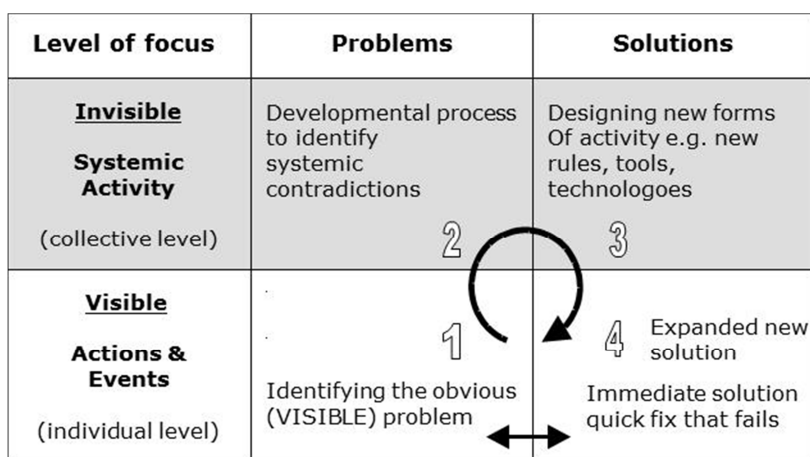 Level of focus
Problems
Solutions
Invisible
Systemic
Activity
(collective level)
Developmental process
to identify
systemic
contradictions
2
Designing new forms
Of activity e.g. new
rules, tools,
technologoes
3
Visible
Actions &
Events
(individual level)
1
Identifying the obvious
(VISIBLE) problem
4
Expanded new
solution
Immediate solution
quick fix that fails